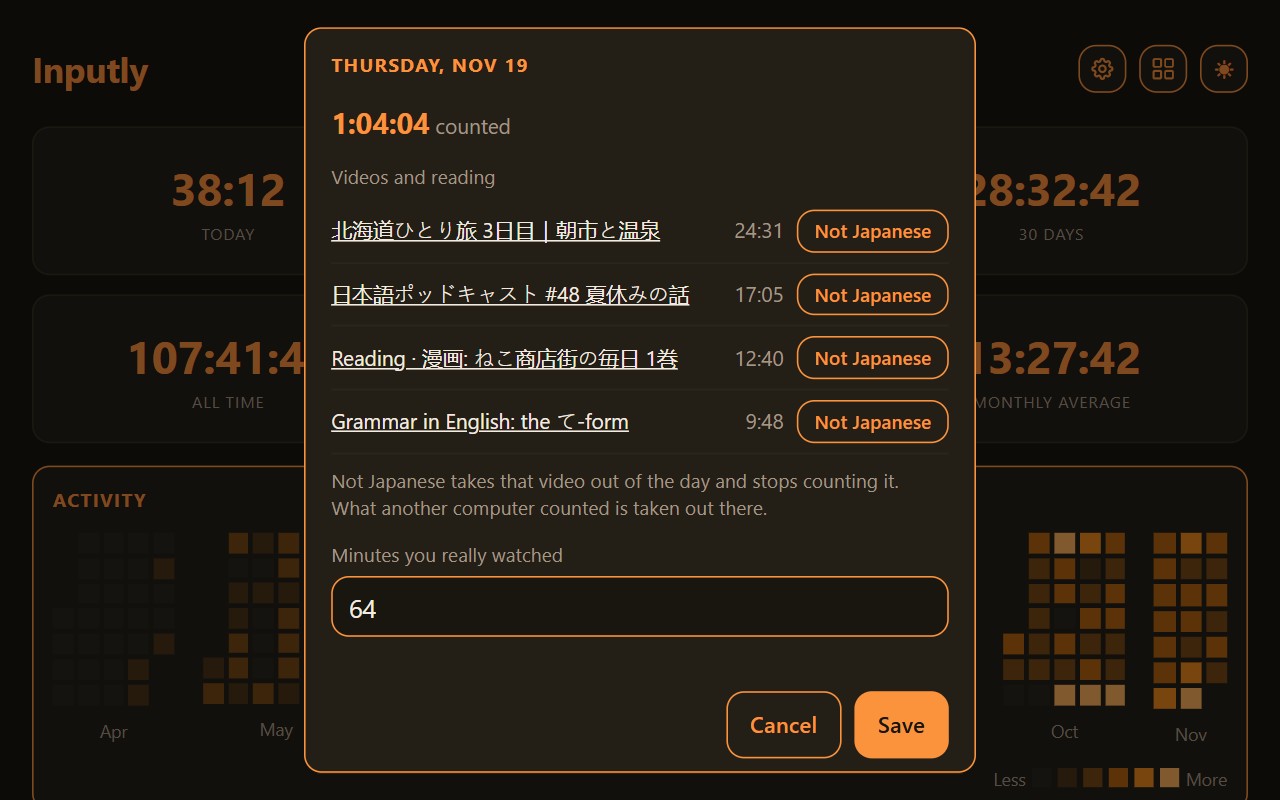 Inputly
THURSDAY, NOV 19
1:04:04 counted
Videos and reading
北海道ひとり旅 3日目｜朝市と温泉 24:31 Not Japanese
日本語ポッドキャスト #48 夏休みの話 17:05 Not Japanese
Reading · 漫画: ねこ商店街の毎日 1巻 12:40 Not Japanese
Grammar in English: the て-form 9:48 Not Japanese
Not Japanese takes that video out of the day and stops counting it.
What another computer counted is taken out there.
Minutes you really watched
64
Cancel Save
38:12
TODAY
28:32:42
30 DAYS
107:41:4
ALL TIME
13:27:42
MONTHLY AVERAGE
ACTIVITY
Apr May Oct Nov
Less More